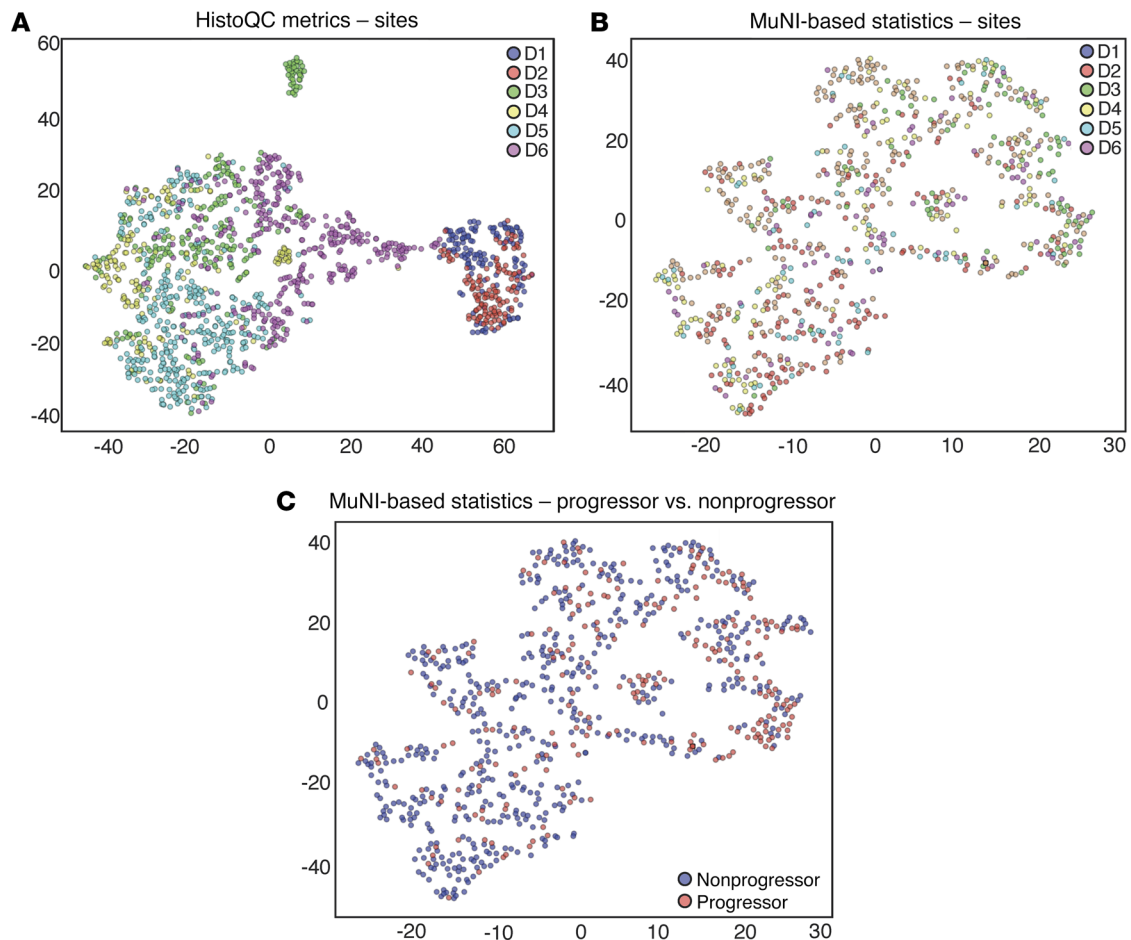 A HistoQC metrics – sites
60
40
20
0
-20
-40
-40 -20 0 20 40 60
D1
D2
D3
D4
D5
D6
B MuNI-based statistics – sites
40
20
0
-20
-40
-20 -10 0 10 20 30
D1
D2
D3
D4
D5
D6
C MuNI-based statistics – progressor vs. nonprogressor
40
20
0
-20
-40
-20 -10 0 10 20 30
Nonprogressor
Progressor